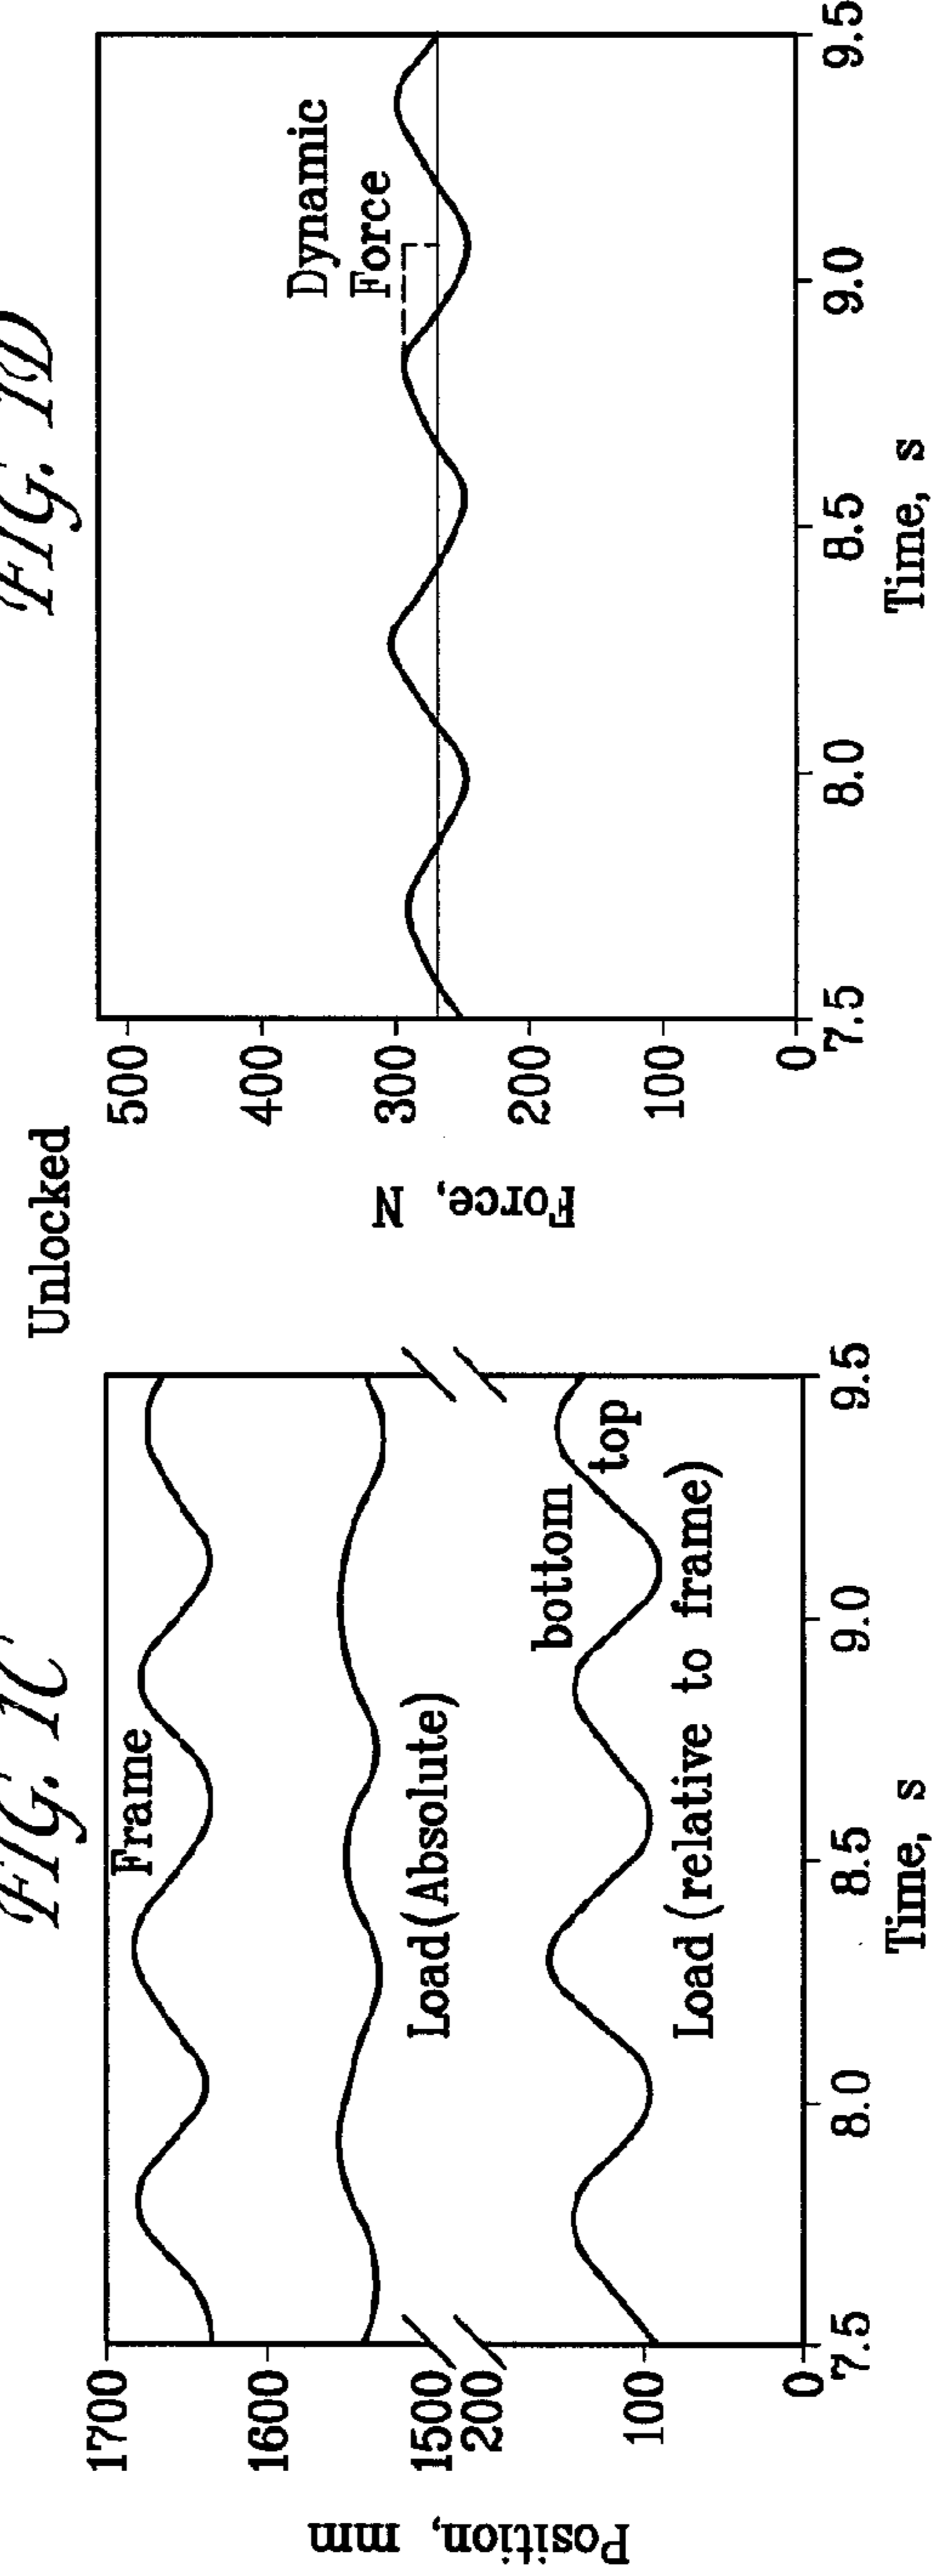 Unlocked
FIG. 1C
Position, mm
1700
1600
1500
200
100
0
Frame
Load(Absolute)
bottom
top
Load (relative to frame)
7.5
8.0
8.5
9.0
9.5
Time, s
FIG. 1D
Force, N
500
400
300
200
100
0
Dynamic
Force
7.5
8.0
8.5
9.0
9.5
Time, s